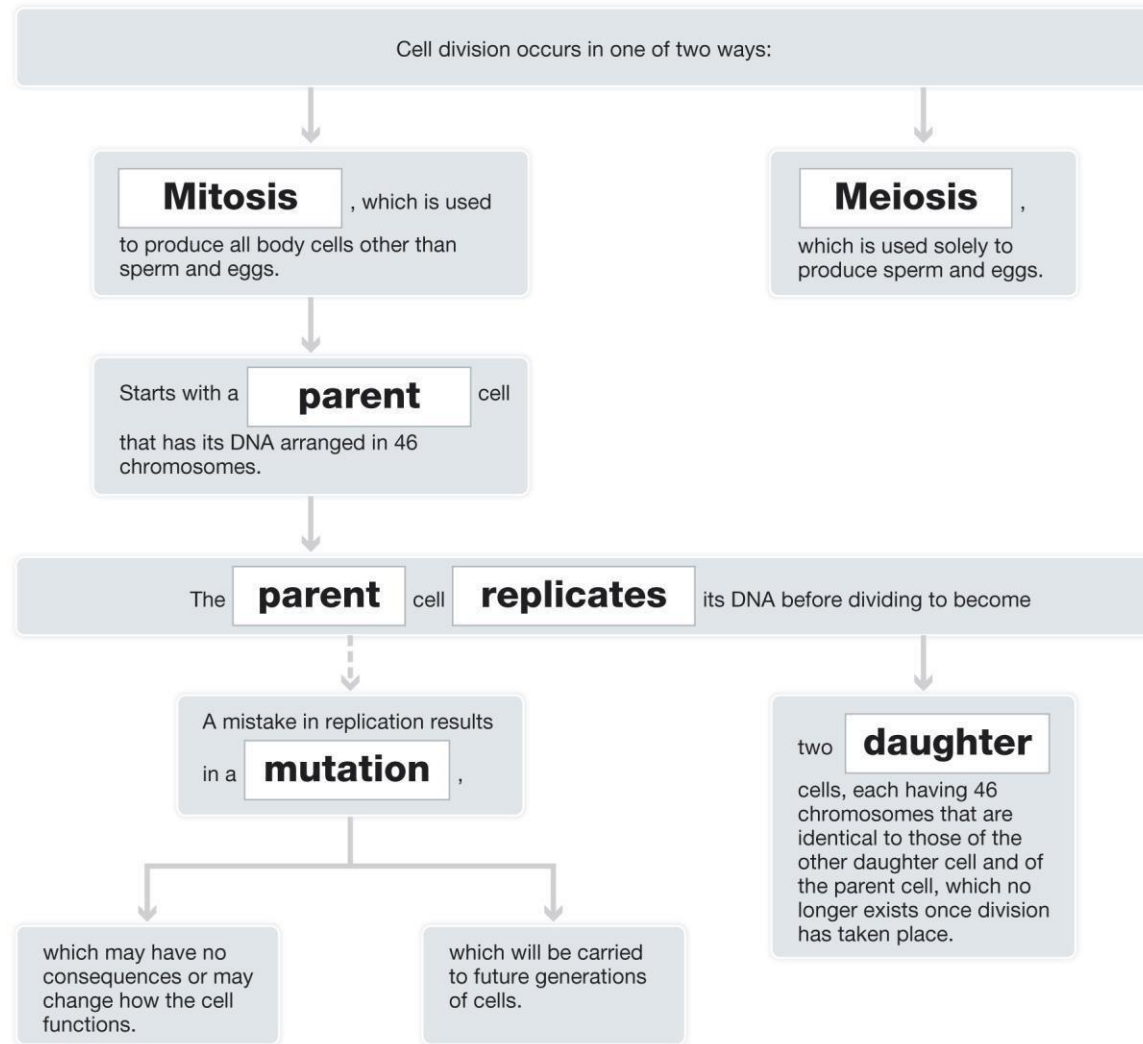 Cell division occurs in one of two ways:
Mitosis , which is used
to produce all body cells other than
sperm and eggs.
Meiosis ,
which is used solely to
produce sperm and eggs.
Starts with a parent cell
that has its DNA arranged in 46
chromosomes.
The parent cell replicates its DNA before dividing to become
A mistake in replication results
in a mutation ,
two daughter
cells, each having 46
chromosomes that are
identical to those of the
other daughter cell and of
the parent cell, which no
longer exists once division
has taken place.
which may have no
consequences or may
change how the cell
functions.
which will be carried
to future generations
of cells.